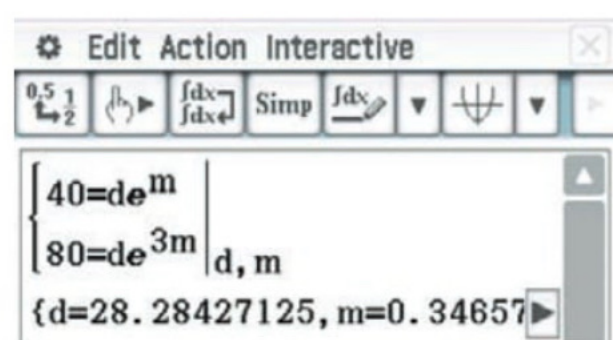 Edit Action Interactive
0.5 1/2 ∫dx ∫dx Simp ∫dx
40=de^m
80=de^3m
d, m
{d=28.28427125, m=0.34657